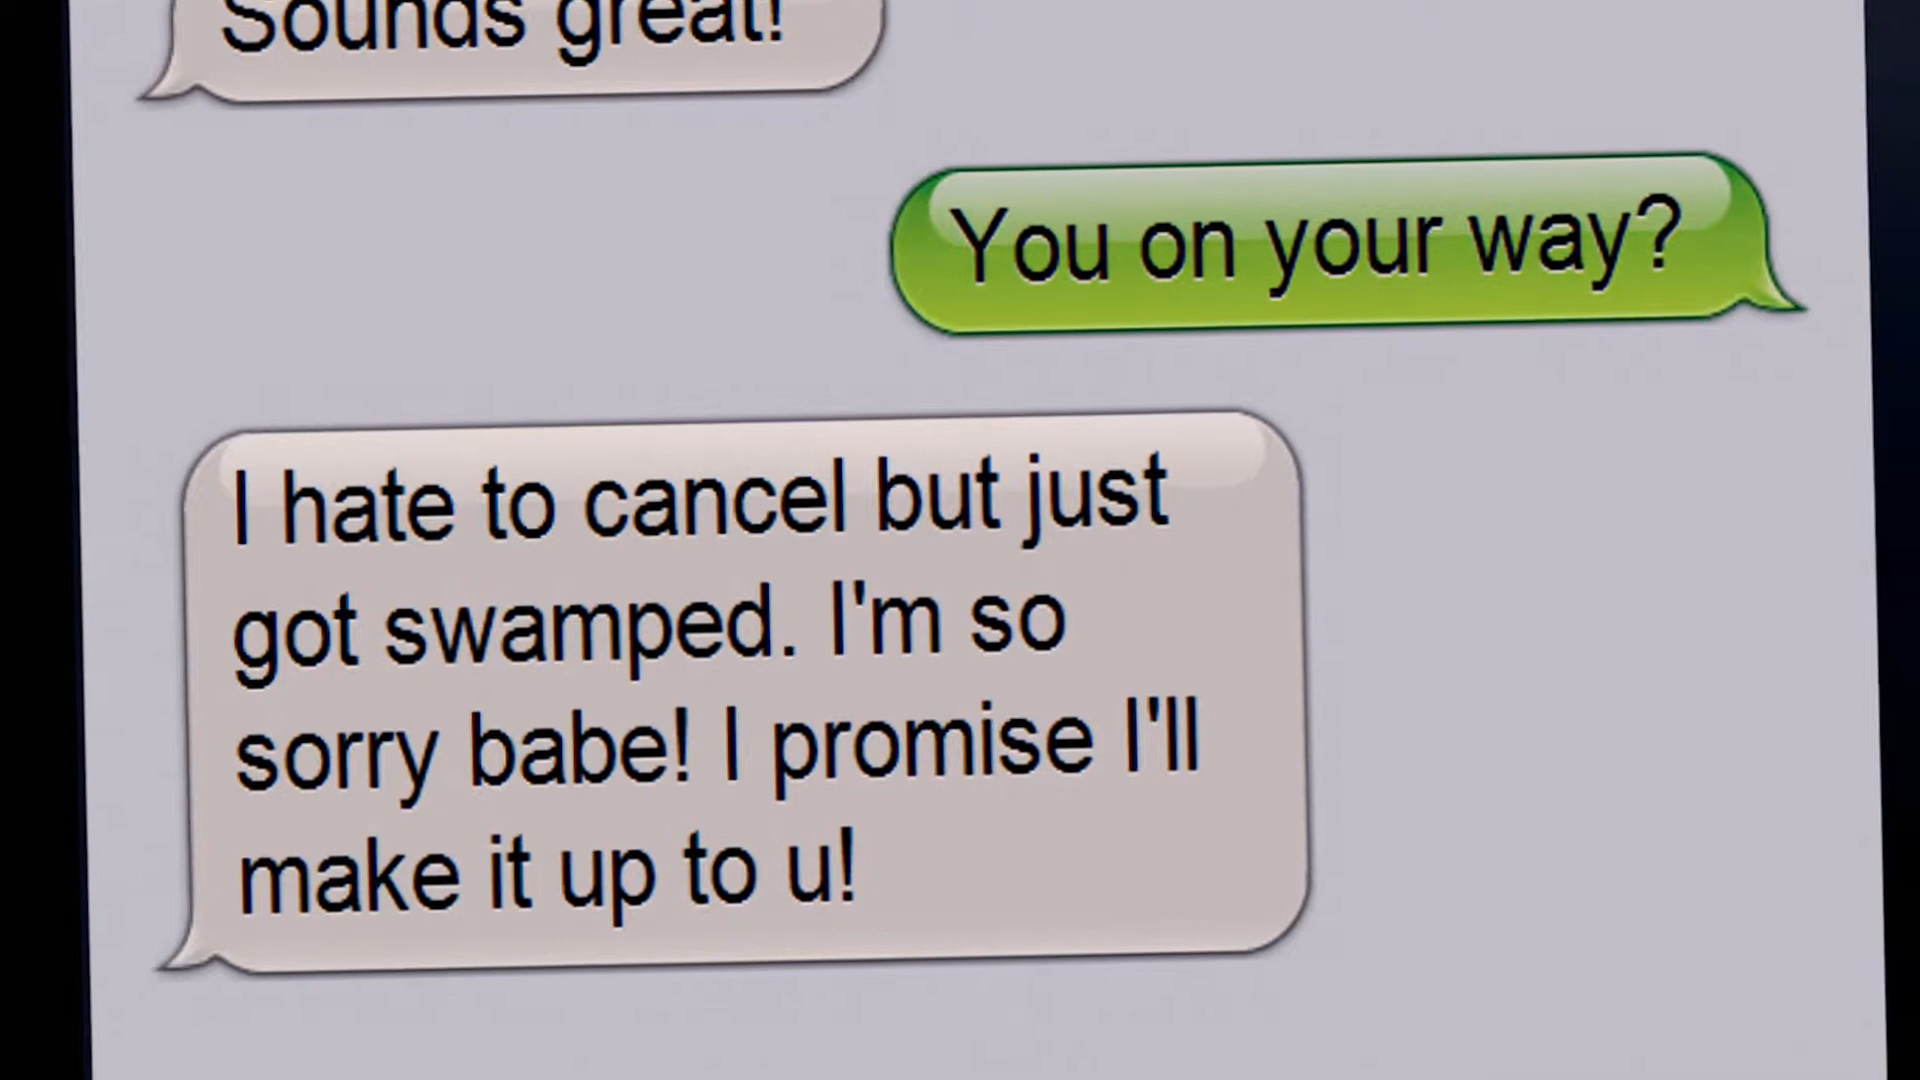 Sounds great!
You on your way?
I hate to cancel but just
got swamped. I'm so
sorry babe! I promise I'll
make it up to u!